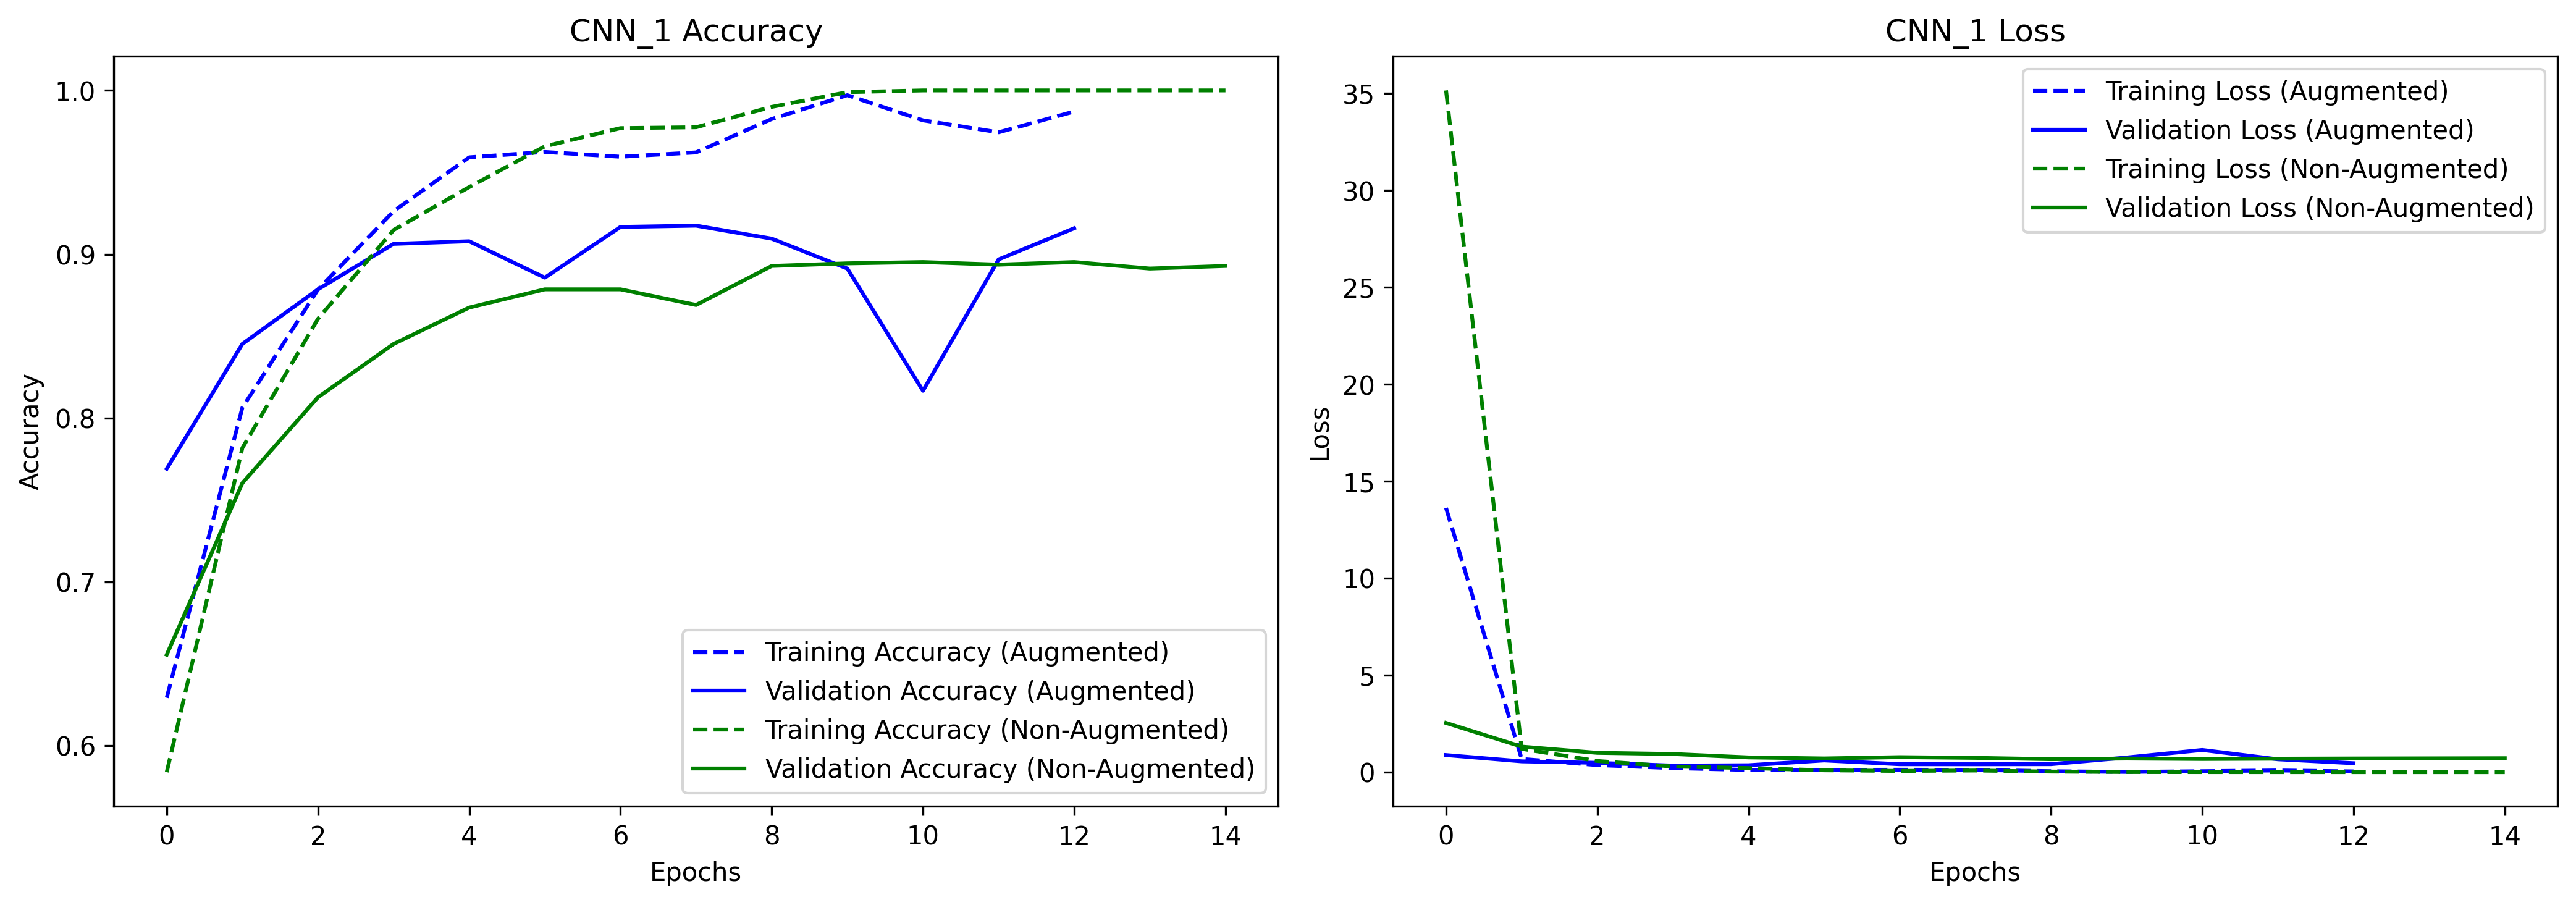 CNN_1 Accuracy
1.0
0.9
0.8
0.7
0.6
Accuracy
0 2 4 6 8 10 12 14
Epochs
Training Accuracy (Augmented)
Validation Accuracy (Augmented)
Training Accuracy (Non-Augmented)
Validation Accuracy (Non-Augmented)
CNN_1 Loss
35
30
25
20
15
10
5
0
Loss
0 2 4 6 8 10 12 14
Epochs
Training Loss (Augmented)
Validation Loss (Augmented)
Training Loss (Non-Augmented)
Validation Loss (Non-Augmented)